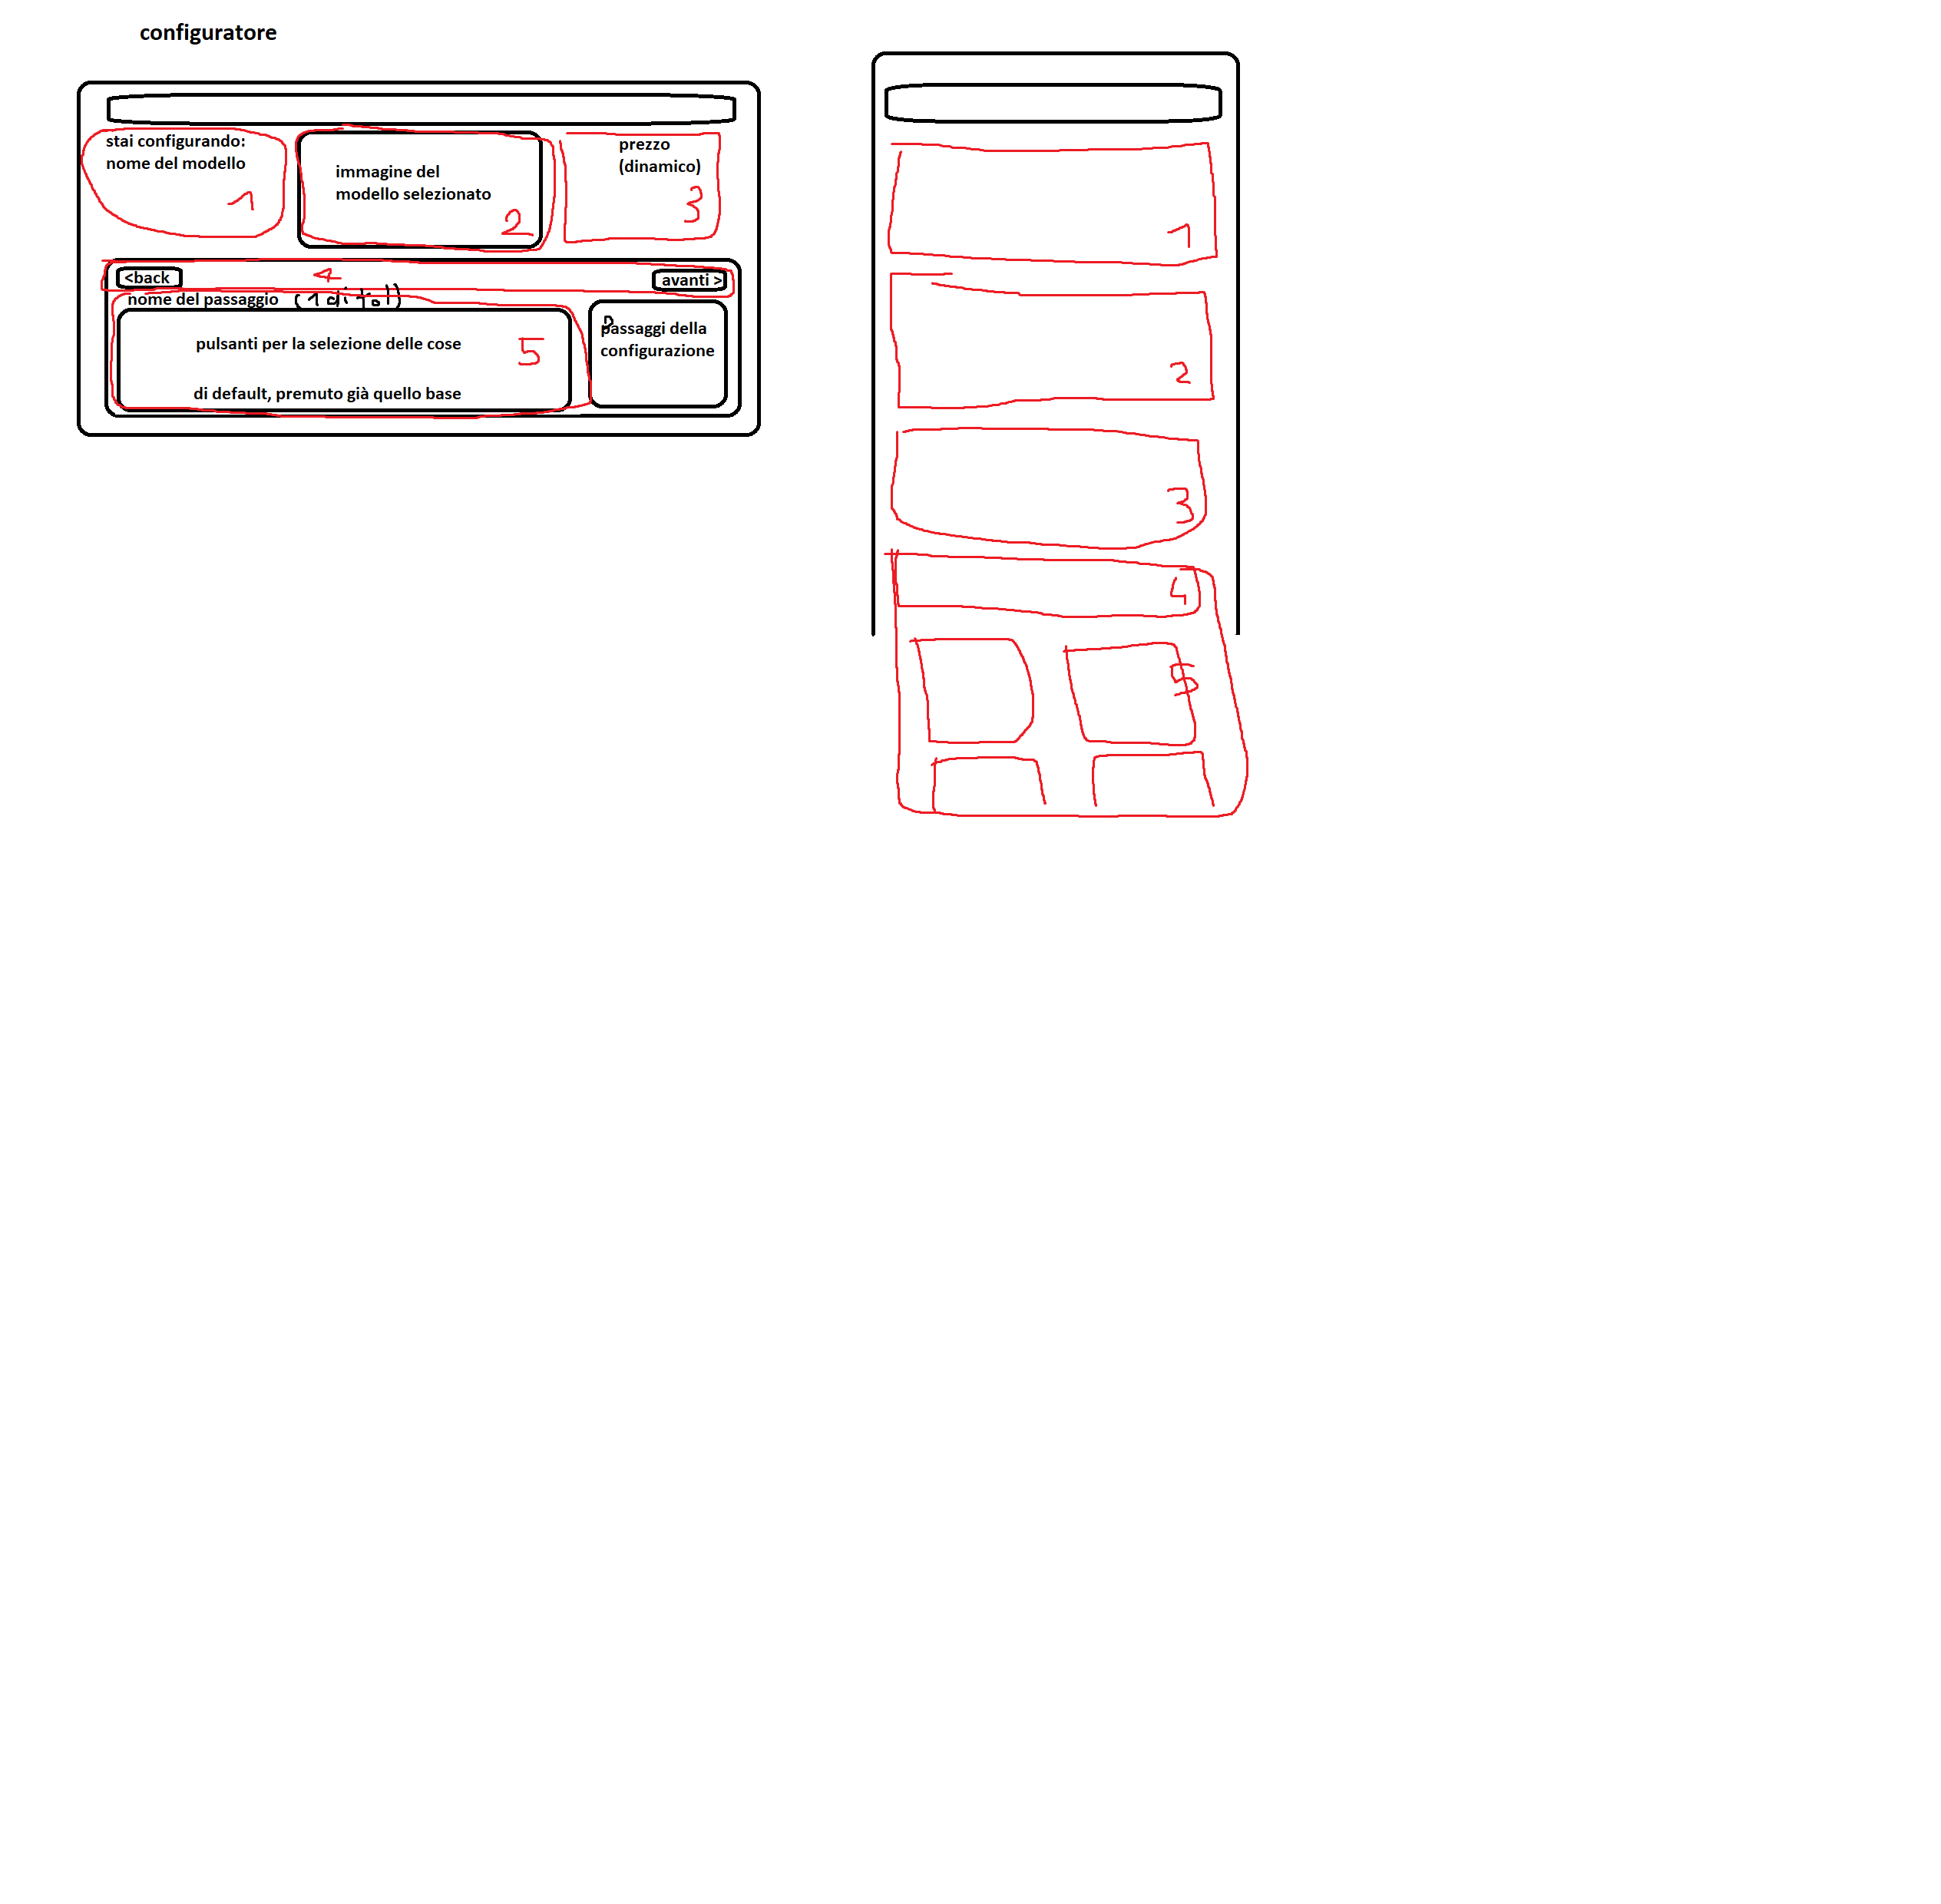 configuratore
stai configurando:
nome del modello
1
immagine del
modello selezionato
2
prezzo
(dinamico)
3
<back
4
avanti >
nome del passaggio (1 di tot)
pulsanti per la selezione delle cose
5
di default, premuto già quello base
passaggi della
configurazione
1
2
3
4
5